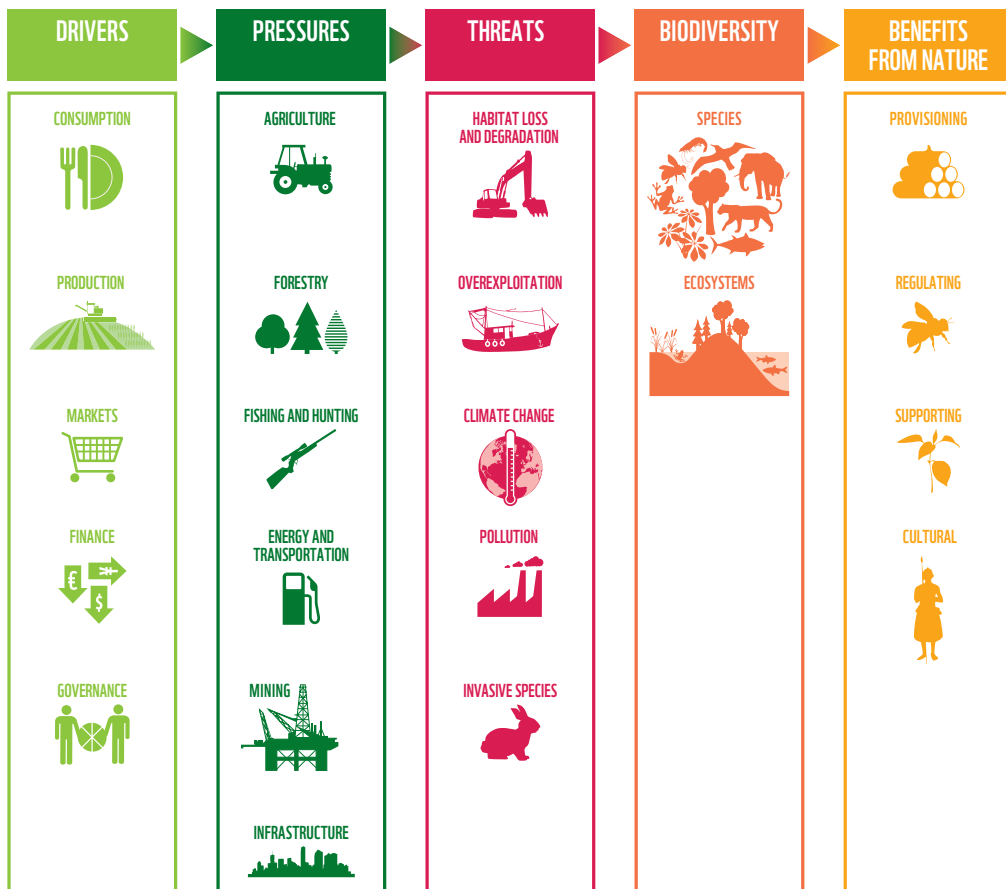 DRIVERS
PRESSURES
THREATS
BIODIVERSITY
BENEFITS
FROM NATURE
CONSUMPTION
PRODUCTION
MARKETS
FINANCE
€
¥
$
GOVERNANCE
AGRICULTURE
FORESTRY
FISHING AND HUNTING
ENERGY AND
TRANSPORTATION
MINING
INFRASTRUCTURE
HABITAT LOSS
AND DEGRADATION
OVEREXPLOITATION
CLIMATE CHANGE
POLLUTION
INVASIVE SPECIES
SPECIES
ECOSYSTEMS
PROVISIONING
REGULATING
SUPPORTING
CULTURAL